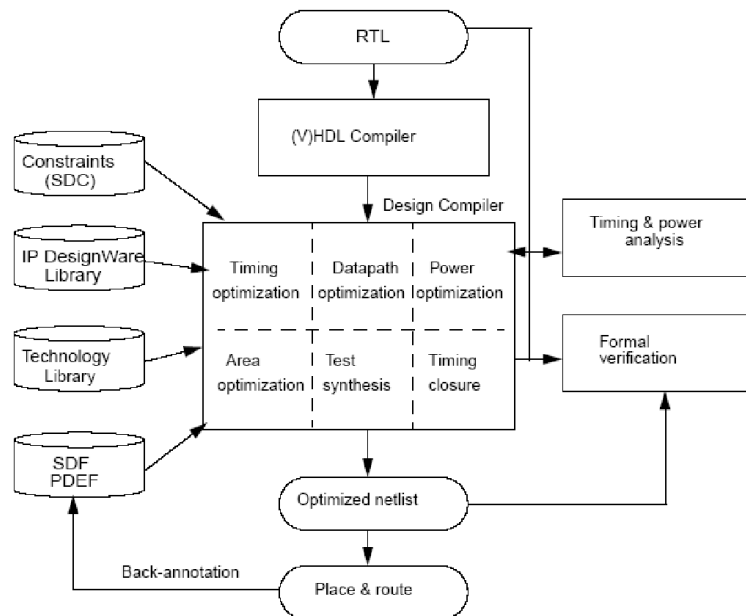 RTL
(V)HDL Compiler
Constraints
(SDC)
Design Compiler
IP DesignWare
Library
Timing
optimization
Datapath
optimization
Power
optimization
Timing & power
analysis
Technology
Library
Area
optimization
Test
synthesis
Timing
closure
Formal
verification
SDF
PDEF
Optimized netlist
Back-annotation
Place & route